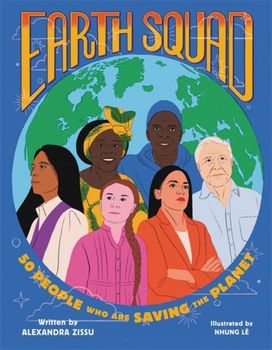 EARTH SQUAD
50 PEOPLE WHO ARE SAVING THE PLANET
Written by
ALEXANDRA ZISSU
Illustrated by
NHUNG LÊ